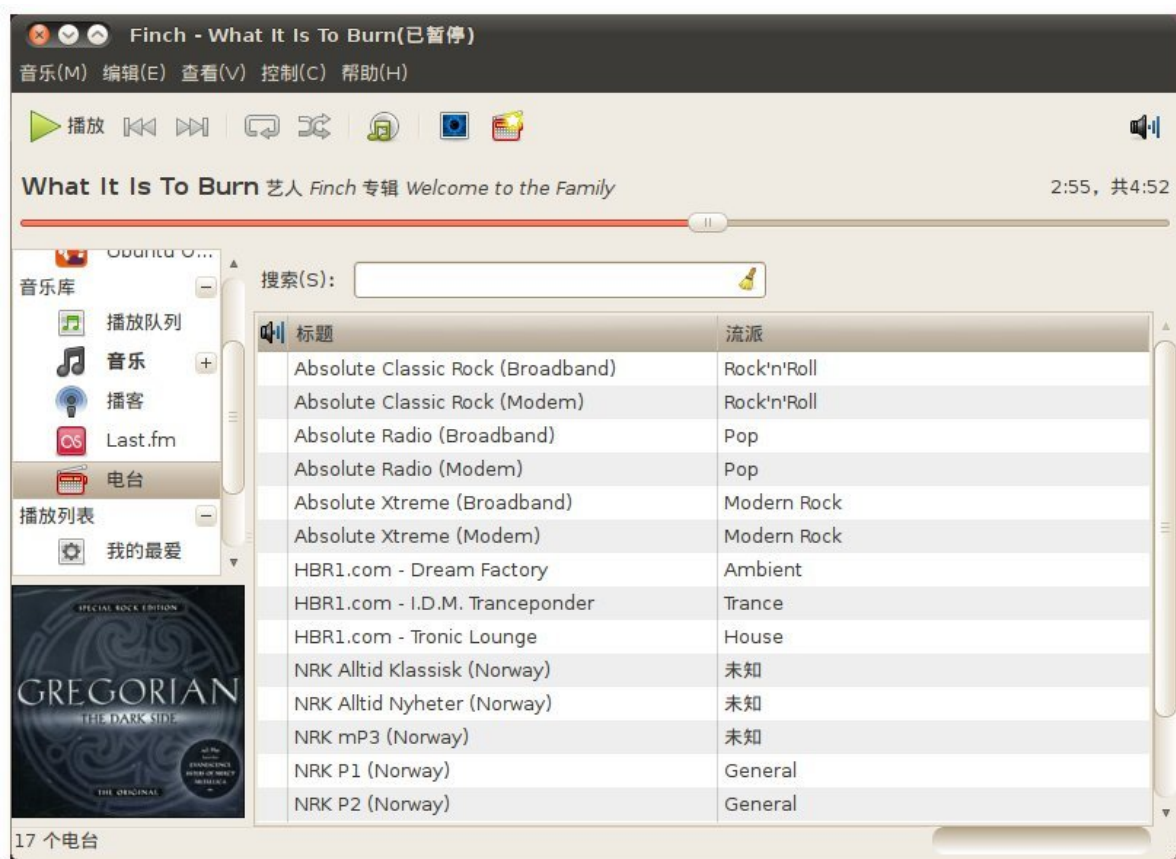 Finch - What It Is To Burn(已暂停)
音乐(M) 编辑(E) 查看(V) 控制(C) 帮助(H)
播放
What It Is To Burn 艺人 Finch 专辑 Welcome to the Family 2:55，共4:52
Ubuntu O...
音乐库
搜索(S)：
播放队列
音乐
播客
Last.fm
电台
播放列表
我的最爱
标题 流派
Absolute Classic Rock (Broadband) Rock'n'Roll
Absolute Classic Rock (Modem) Rock'n'Roll
Absolute Radio (Broadband) Pop
Absolute Radio (Modem) Pop
Absolute Xtreme (Broadband) Modern Rock
Absolute Xtreme (Modem) Modern Rock
HBR1.com - Dream Factory Ambient
HBR1.com - I.D.M. Tranceponder Trance
HBR1.com - Tronic Lounge House
NRK Alltid Klassisk (Norway) 未知
NRK Alltid Nyheter (Norway) 未知
NRK mP3 (Norway) 未知
NRK P1 (Norway) General
NRK P2 (Norway) General
SPECIAL ROCK EDITION
GREGORIAN
THE DARK SIDE
THE ORIGINAL
17 个电台